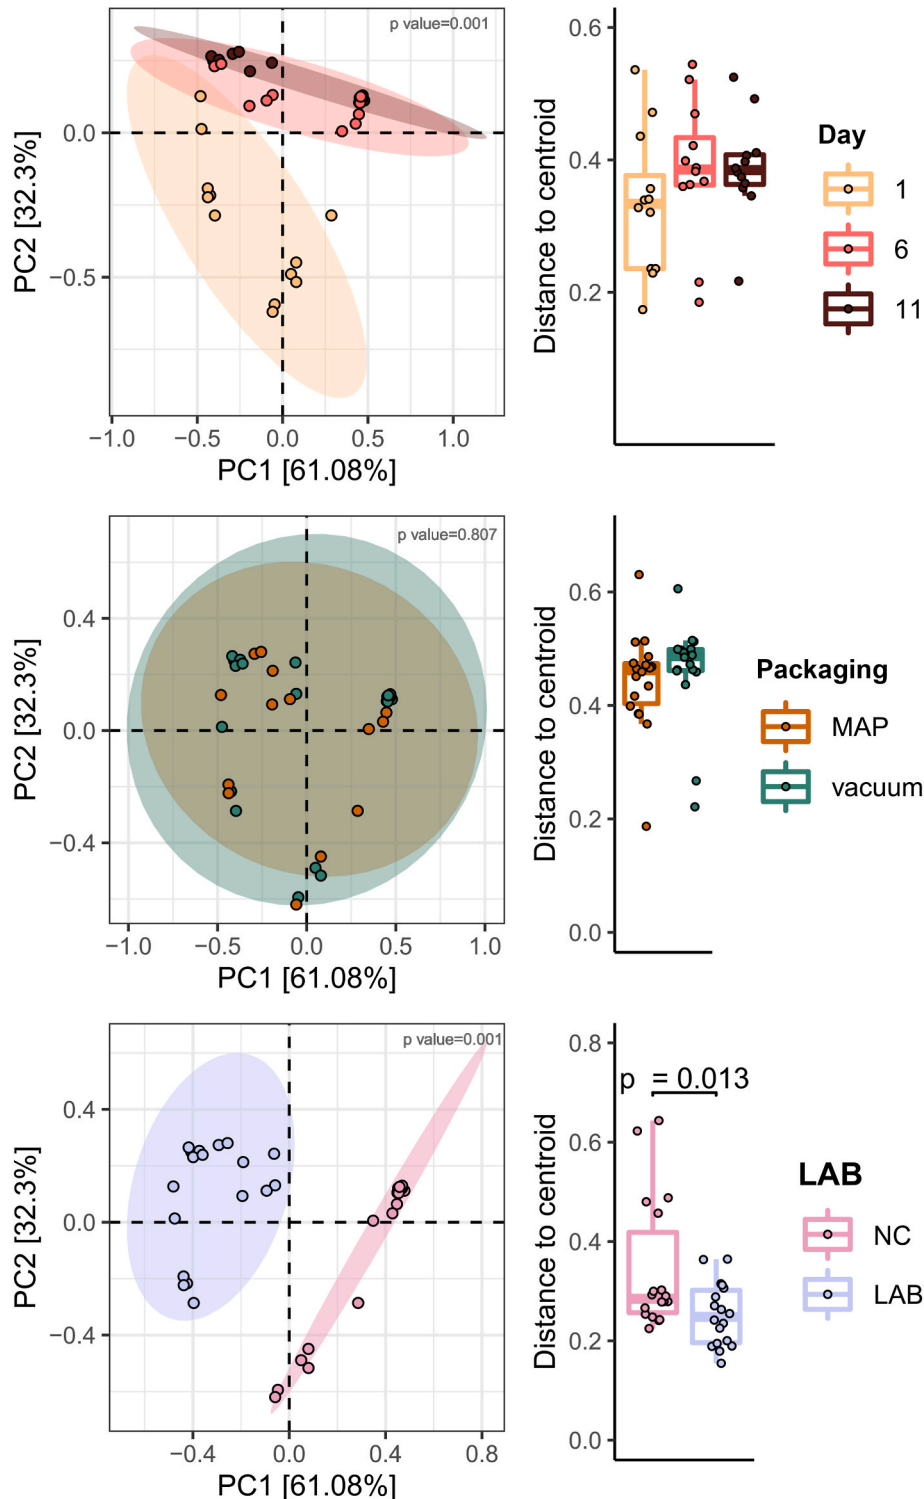 p value=0.001
0.0
−0.5
−1.0 −0.5 0.0 0.5 1.0
PC1 [61.08%]
PC2 [32.3%]
0.6
0.4
0.2
Distance to centroid
Day
1
6
11
p value=0.807
0.4
0.0
−0.4
−1.0 −0.5 0.0 0.5 1.0
PC1 [61.08%]
PC2 [32.3%]
0.6
0.4
0.2
0.0
Distance to centroid
Packaging
MAP
vacuum
p value=0.001
0.4
0.0
−0.4
−0.4 0.0 0.4 0.8
PC1 [61.08%]
PC2 [32.3%]
0.8
0.6
0.4
0.2
0.0
Distance to centroid
p = 0.013
LAB
NC
LAB